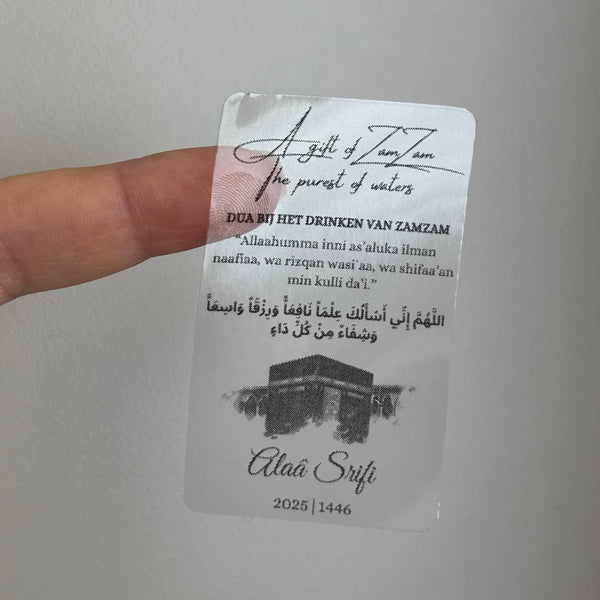 A gift of ZamZam
The purest of waters
DUA BIJ HET DRINKEN VAN ZAMZAM
"Allaahumma inni as'aluka ilman
naafiaa, wa rizqan wasi`aa, wa shifaa'an
min kulli da'i."
اللَّهُمَّ إِنِّي أَسْأَلُكَ عِلْمَاً نَافِعَاً وَرِزْقَاً وَاسِعَاً
وَشِفَاءً مِنْ كُلِّ دَاءٍ
Alaâ Srifi
2025|1446